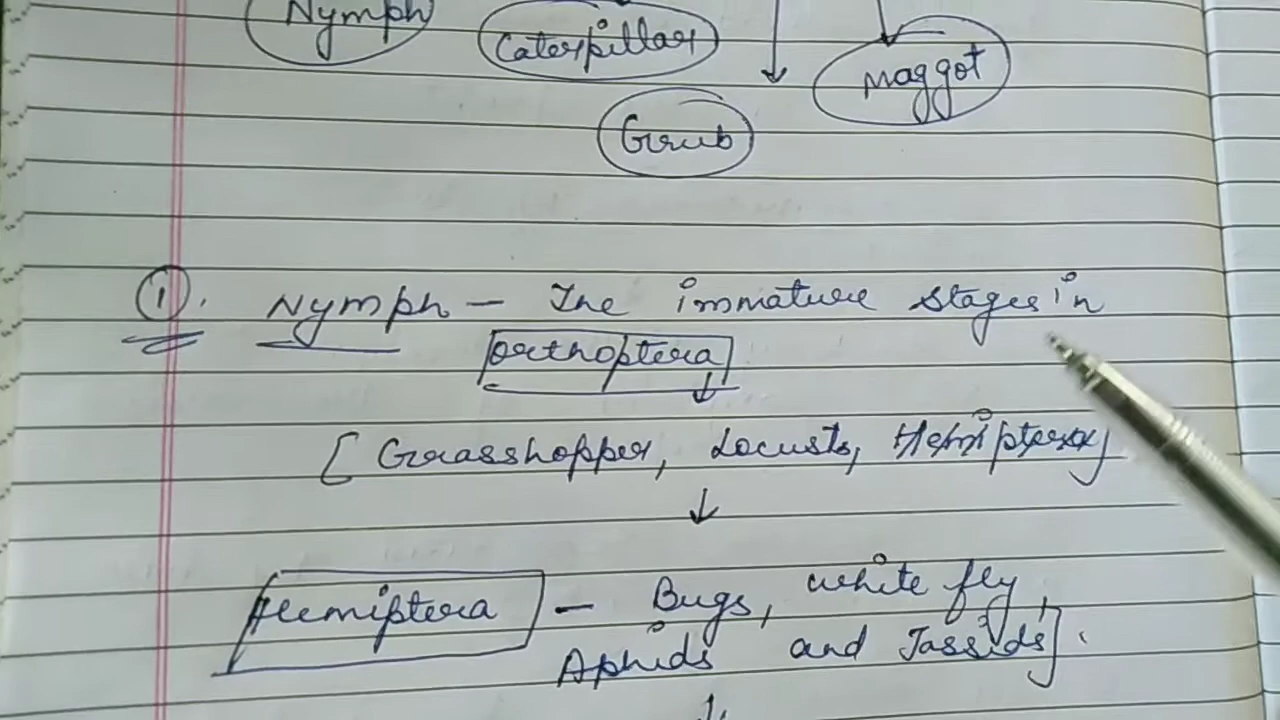 Nymph Caterpillar Maggot
Grub
1. Nymph – The immature stages in
Orthoptera
[Grasshopper, Locusts, Hemiptera]
Hemiptera – Bugs, white fly,
Aphids and Jassids].